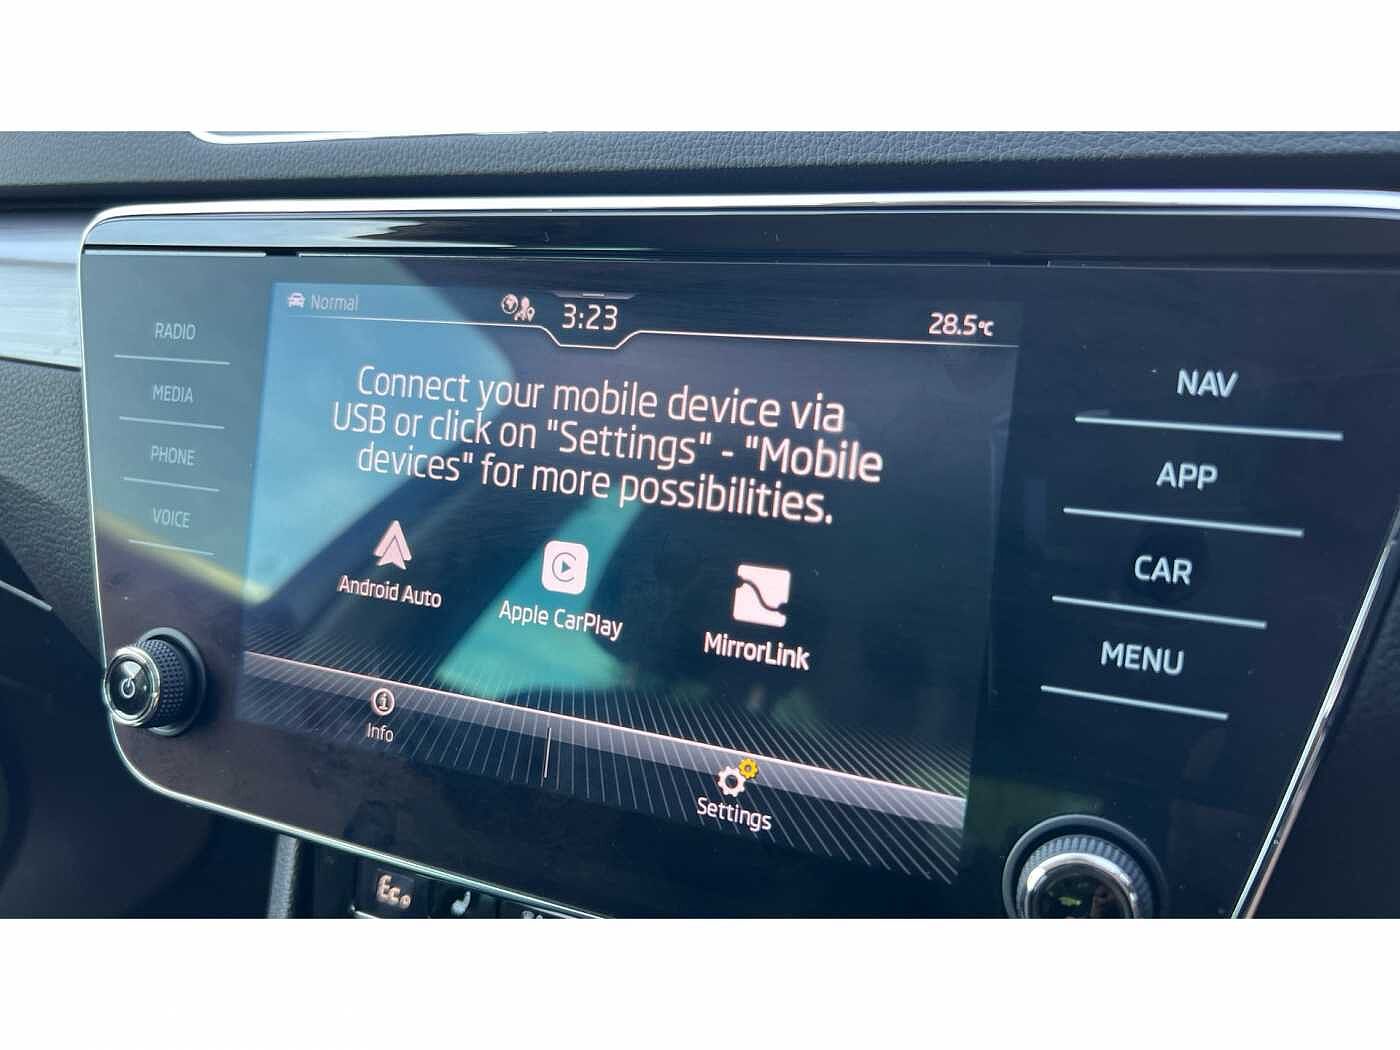 RADIO
MEDIA
PHONE
VOICE
Normal
3:23
28.5°C
Connect your mobile device via
USB or click on "Settings" - "Mobile
devices" for more possibilities.
Android Auto
Apple CarPlay
MirrorLink
Info
Settings
NAV
APP
CAR
MENU
Eco